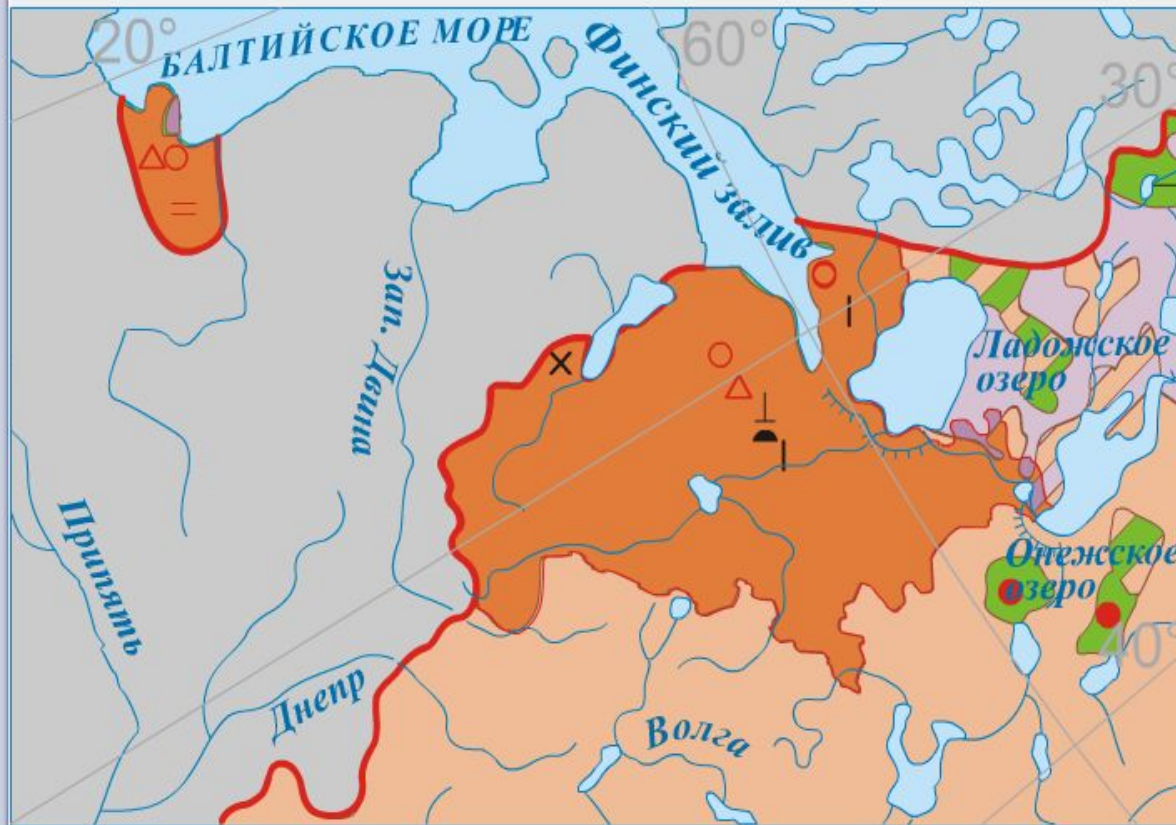 20°
БАЛТИЙСКОЕ МОРЕ
Финский залив
60°
30°
Зап. Двина
Ладожское
озеро
Припять
Онежское
озеро
40°
Днепр
Волга